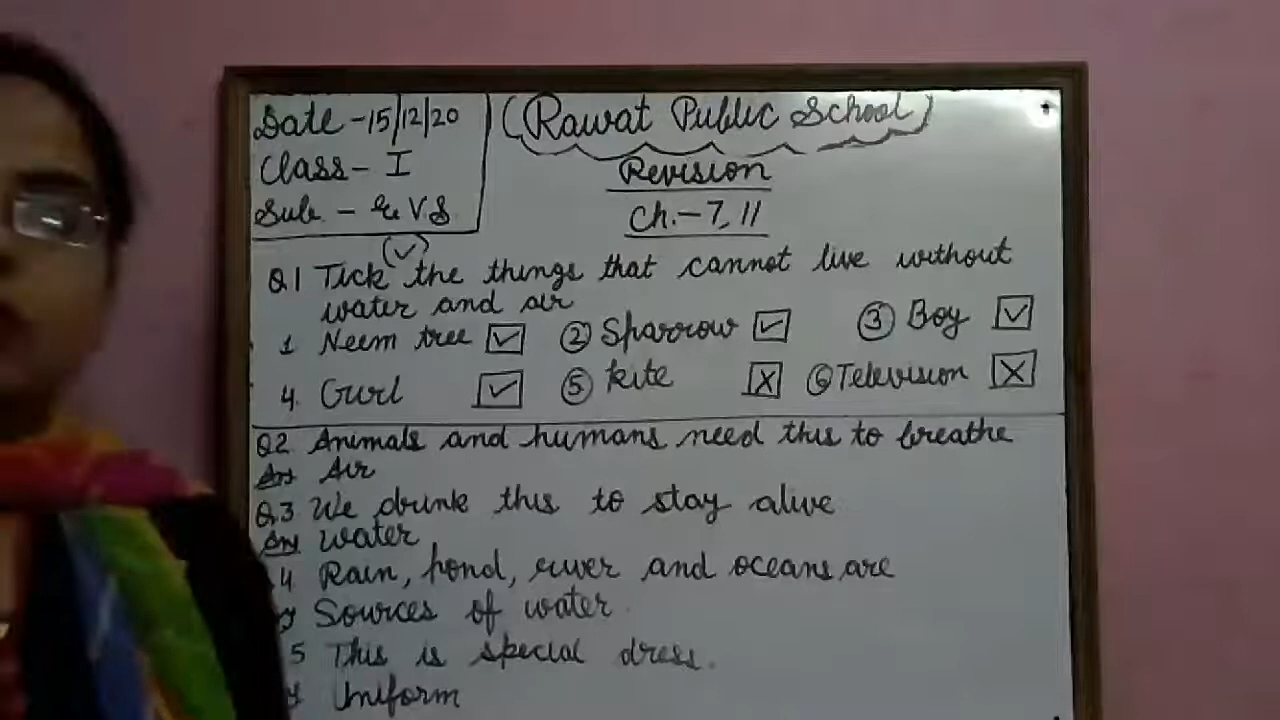 Date - 15/12/20
Class - I
Sub - E.V.S
(Rawat Public School)
Revision
Ch. - 7, 11
(✓)
Q.1 Tick the things that cannot live without
water and air
1 Neem tree ✓ ② Sparrow ✓ ③ Boy ✓
4. Girl ✓ ⑤ kite X ⑥ Television X
Q2 Animals and humans need this to breathe
Ans Air
Q.3 We drink this to stay alive
Ans water
4 Rain, pond, river and oceans are
Sources of water
5 This is special dress.
Uniform